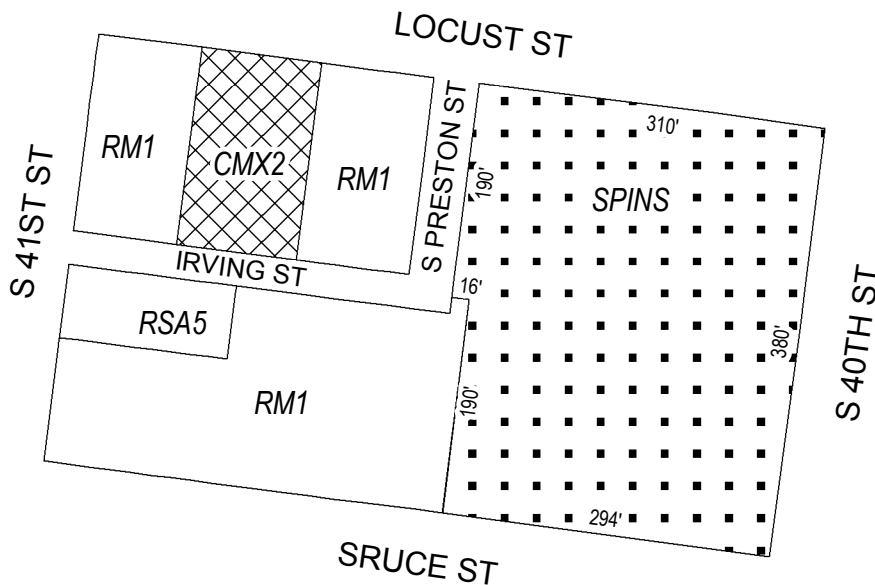 LOCUST ST
310'
RM1
CMX2
RM1
S PRESTON ST
190'
SPINS
S 41ST ST
IRVING ST
16'
S 40TH ST
380'
RSA5
RM1
190'
294'
SRUCE ST